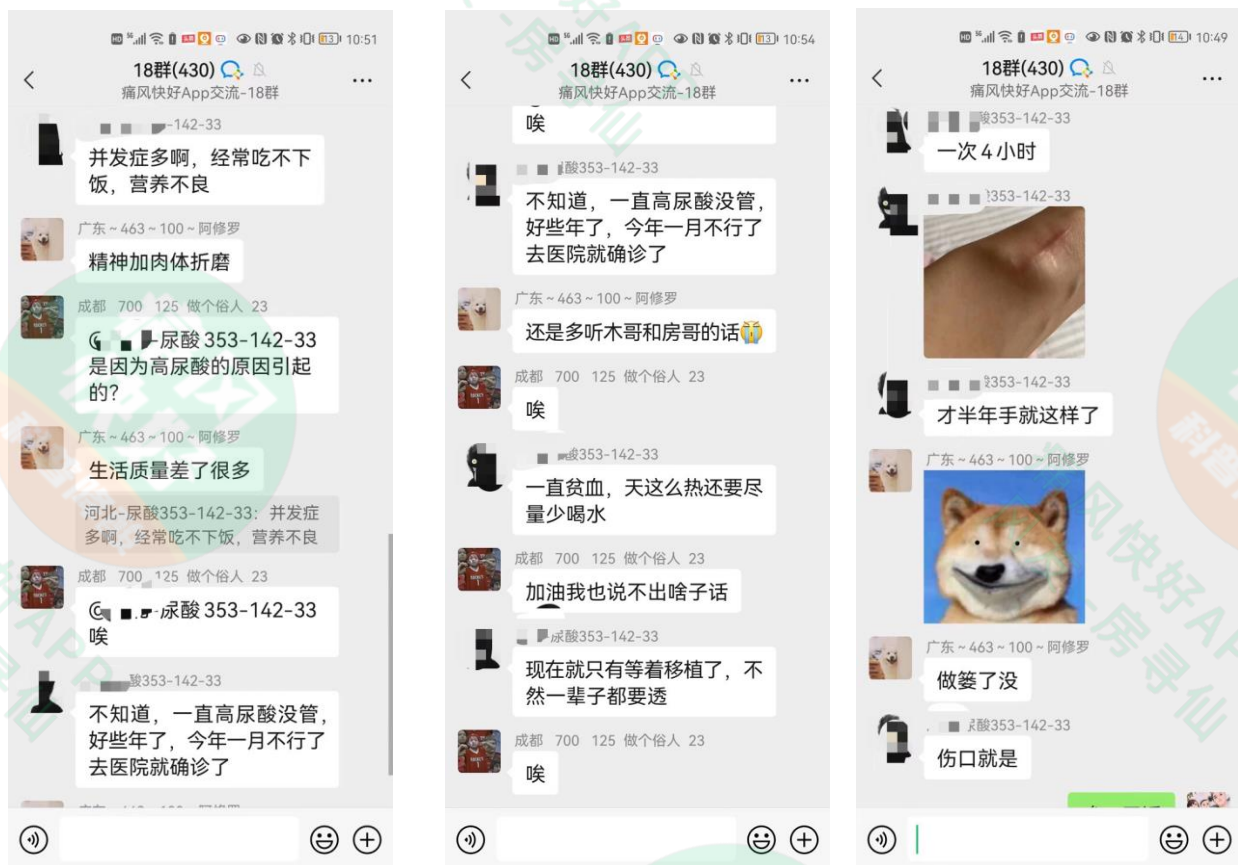 10:51
18群(430)
痛风快好App交流-18群
-142-33
并发症多啊，经常吃不下
饭，营养不良
广东~463~100~阿修罗
精神加肉体折磨
成都 700 125 做个俗人 23
尿酸 353-142-33
是因为高尿酸的原因引起
的?
广东~463~100~阿修罗
生活质量差了很多
河北-尿酸353-142-33：并发症
多啊，经常吃不下饭，营养不良
成都 700 125 做个俗人 23
-尿酸 353-142-33
唉
酸353-142-33
不知道，一直高尿酸没管，
好些年了，今年一月不行了
去医院就确诊了
10:54
18群(430)
痛风快好App交流-18群
唉
酸353-142-33
不知道，一直高尿酸没管，
好些年了，今年一月不行了
去医院就确诊了
广东~463~100~阿修罗
还是多听木哥和房哥的话
成都 700 125 做个俗人 23
唉
353-142-33
一直贫血，天这么热还要尽
量少喝水
成都 700 125 做个俗人 23
加油我也说不出啥子话
尿酸353-142-33
现在就只有等着移植了，不
然一辈子都要透
成都 700 125 做个俗人 23
唉
10:49
18群(430)
痛风快好App交流-18群
酸353-142-33
一次4小时
353-142-33
353-142-33
才半年手就这样了
广东~463~100~阿修罗
广东~463~100~阿修罗
做篓了没
尿酸353-142-33
伤口就是